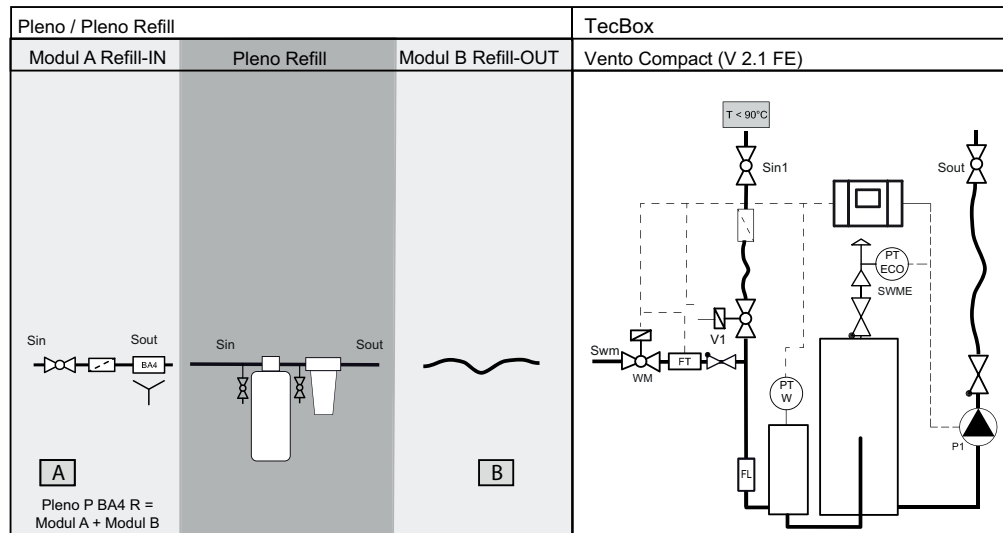 Pleno / Pleno Refill
TecBox
Modul A Refill-IN
Pleno Refill
Modul B Refill-OUT
Vento Compact (V 2.1 FE)
T < 90°C
Sin1
Sout
PT
ECO
SWME
V1
Swm
WM
FT
PT
W
P1
FL
Sin
Sout
BA4
Sin
Sout
A
B
Pleno P BA4 R =
Modul A + Modul B